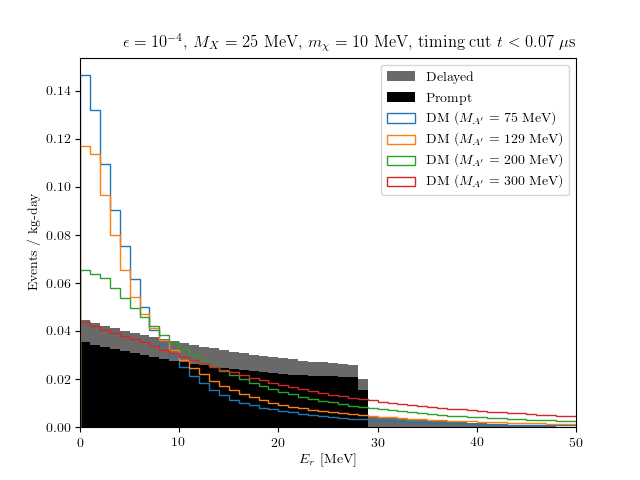 ϵ = 10⁻⁴, M_X = 25 MeV, m_χ = 10 MeV, timing cut t < 0.07 μs
Delayed
Prompt
DM (M_A′ = 75 MeV)
DM (M_A′ = 129 MeV)
DM (M_A′ = 200 MeV)
DM (M_A′ = 300 MeV)
Events / kg-day
0.14
0.12
0.10
0.08
0.06
0.04
0.02
0.00
0 10 20 30 40 50
E_r [MeV]